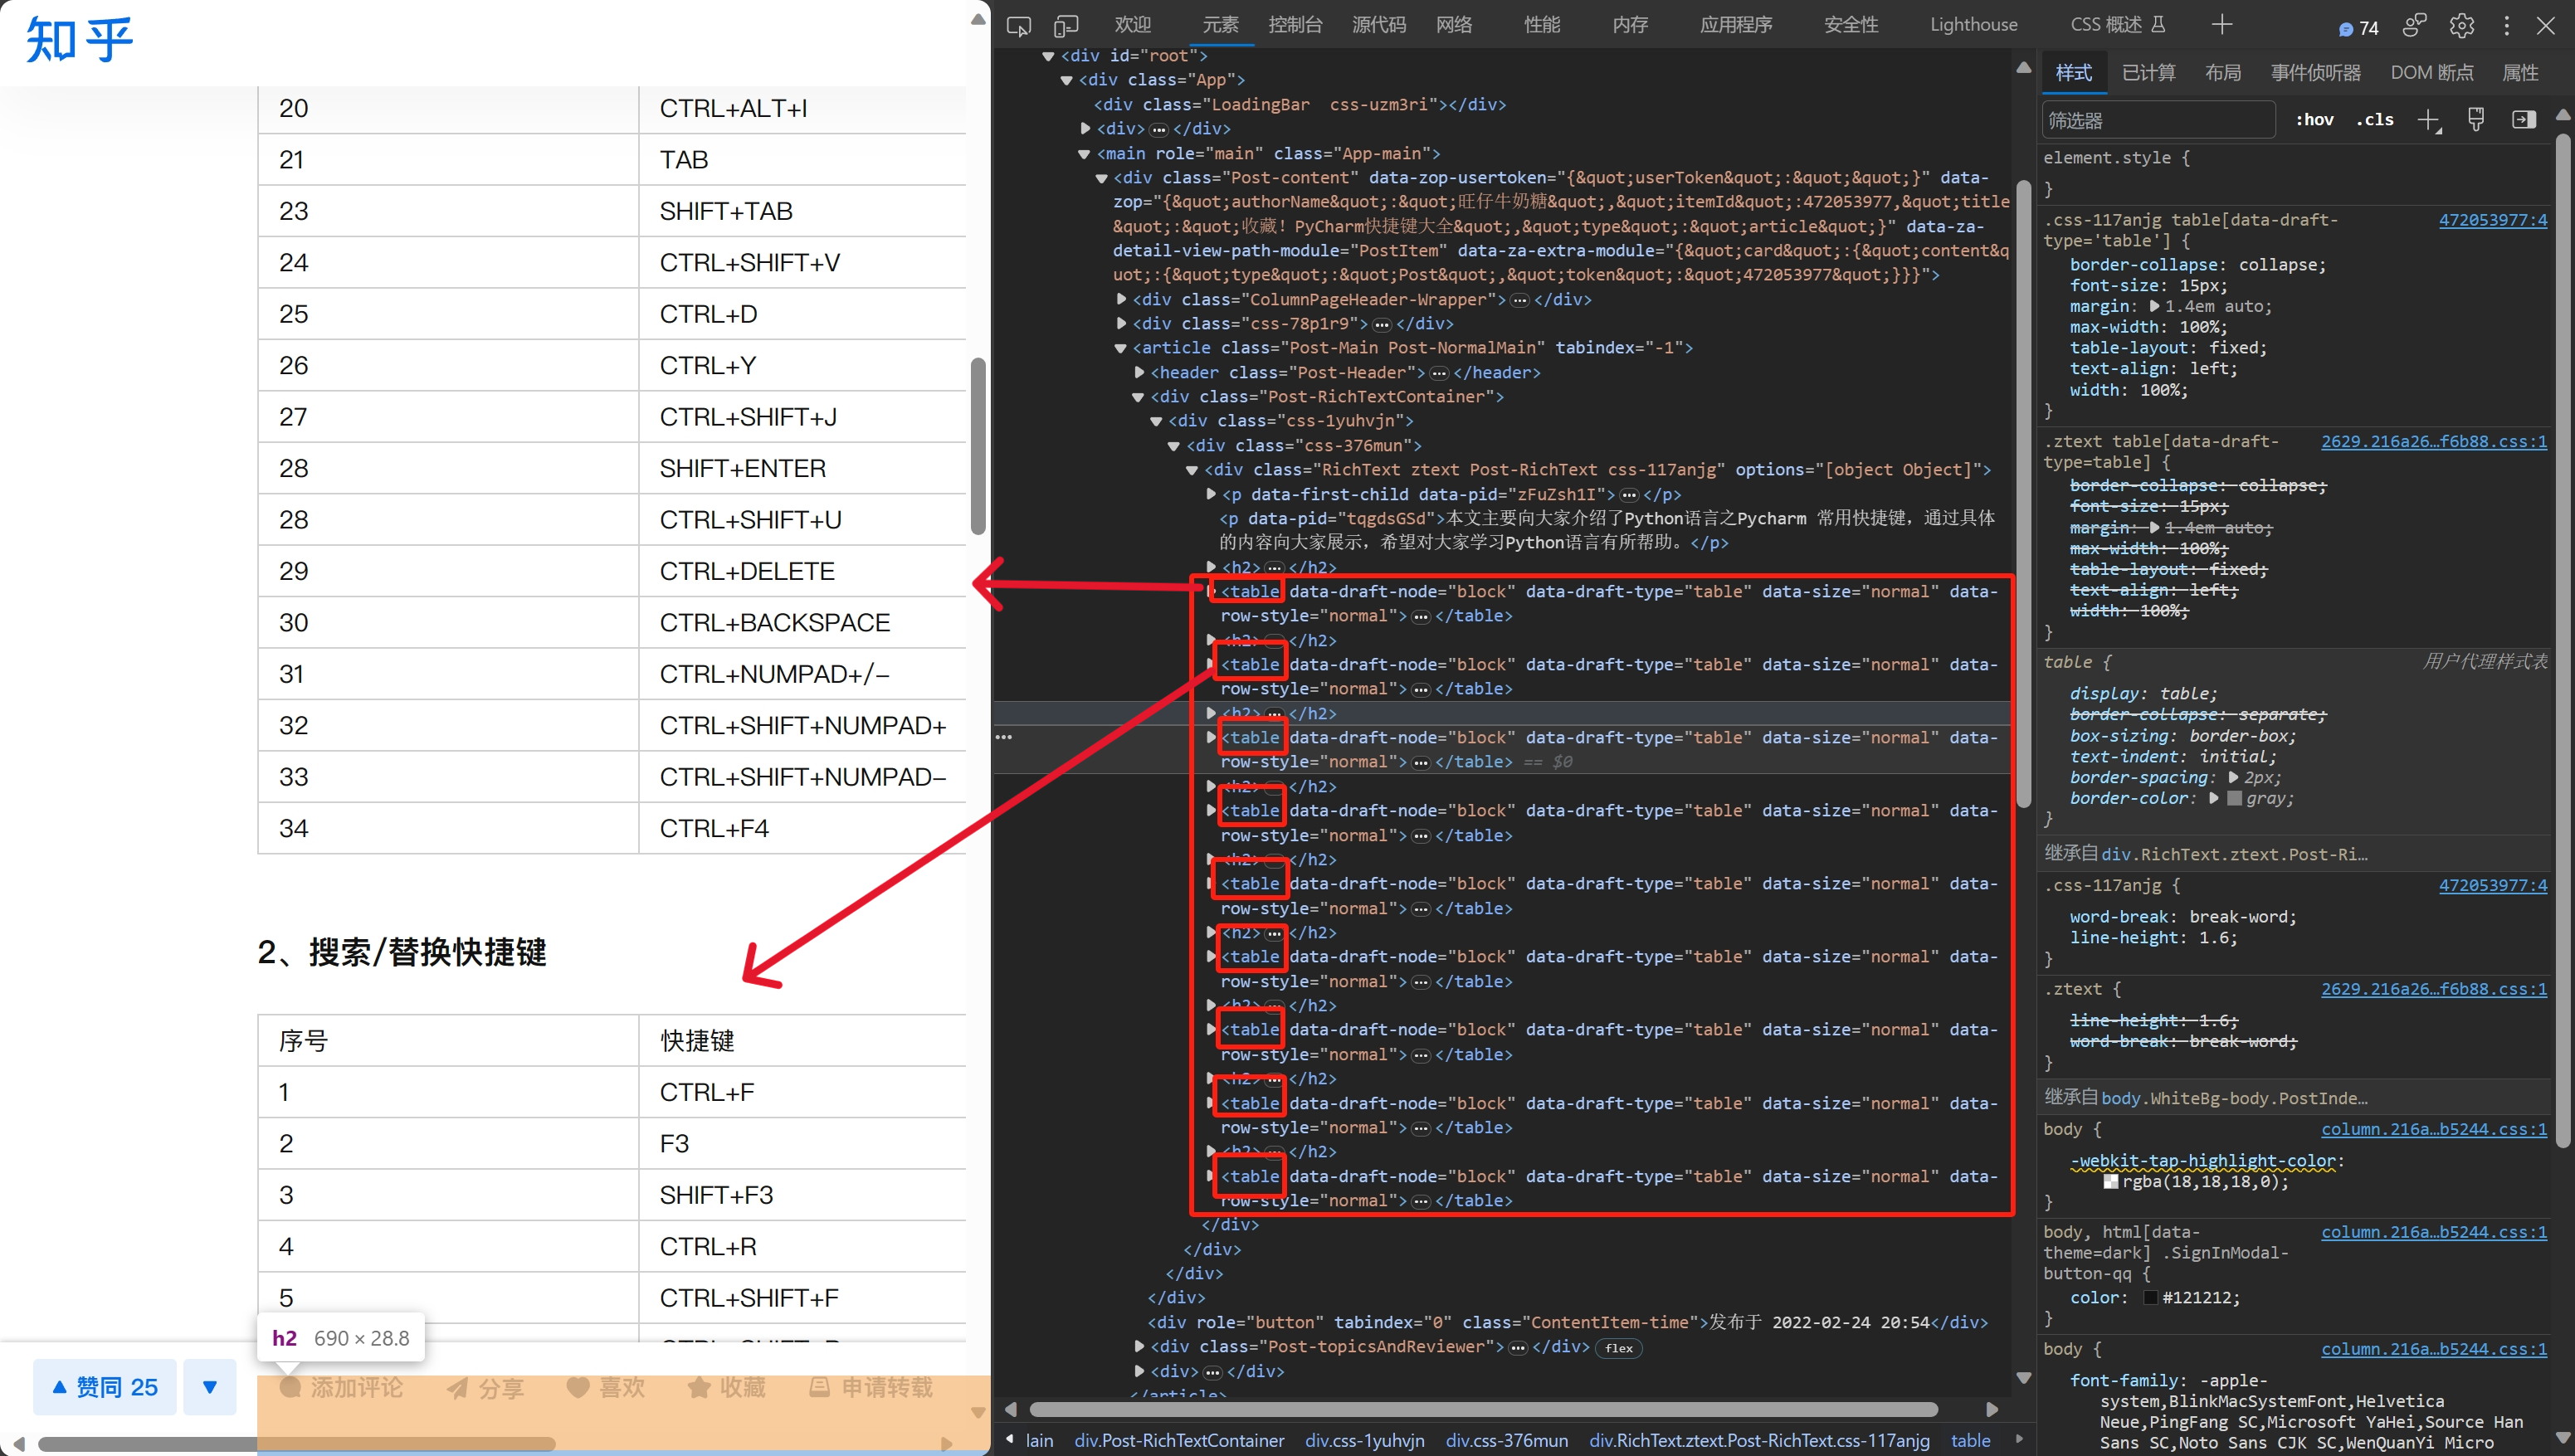 知乎
20 CTRL+ALT+I
21 TAB
23 SHIFT+TAB
24 CTRL+SHIFT+V
25 CTRL+D
26 CTRL+Y
27 CTRL+SHIFT+J
28 SHIFT+ENTER
28 CTRL+SHIFT+U
29 CTRL+DELETE
30 CTRL+BACKSPACE
31 CTRL+NUMPAD+/-
32 CTRL+SHIFT+NUMPAD+
33 CTRL+SHIFT+NUMPAD-
34 CTRL+F4
2、搜索/替换快捷键
序号 快捷键
1 CTRL+F
2 F3
3 SHIFT+F3
4 CTRL+R
5 CTRL+SHIFT+F
h2 690 × 28.8
▲ 赞同 25 ▼ 添加评论 分享 喜欢 收藏 申请转载
欢迎 元素 控制台 源代码 网络 性能 内存 应用程序 安全性 Lighthouse CSS 概述 74
<div id="root">
<div class="App">
<div class="LoadingBar  css-uzm3ri"></div>
<div>…</div>
<main role="main" class="App-main">
<div class="Post-content" data-zop-usertoken="{&quot;userToken&quot;:&quot;&quot;}" data-
zop="{&quot;authorName&quot;:&quot;旺仔牛奶糖&quot;,&quot;itemId&quot;:472053977,&quot;title
&quot;:&quot;收藏！PyCharm快捷键大全&quot;,&quot;type&quot;:&quot;article&quot;}" data-za-
detail-view-path-module="PostItem" data-za-extra-module="{&quot;card&quot;:{&quot;content&q
uot;:{&quot;type&quot;:&quot;Post&quot;,&quot;token&quot;:&quot;472053977&quot;}}}">
<div class="ColumnPageHeader-Wrapper">…</div>
<div class="css-78p1r9">…</div>
<article class="Post-Main Post-NormalMain" tabindex="-1">
<header class="Post-Header">…</header>
<div class="Post-RichTextContainer">
<div class="css-1yuhvjn">
<div class="css-376mun">
<div class="RichText ztext Post-RichText css-117anjg" options="[object Object]">
<p data-first-child data-pid="zFuZsh1I">…</p>
<p data-pid="tqgdsGSd">本文主要向大家介绍了Python语言之Pycharm 常用快捷键，通过具体
的内容向大家展示，希望对大家学习Python语言有所帮助。</p>
<h2>…</h2>
<table data-draft-node="block" data-draft-type="table" data-size="normal" data-
row-style="normal">…</table>
<h2>…</h2>
<table data-draft-node="block" data-draft-type="table" data-size="normal" data-
row-style="normal">…</table>
<h2>…</h2>
<table data-draft-node="block" data-draft-type="table" data-size="normal" data-
row-style="normal">…</table> == $0
<h2>…</h2>
<table data-draft-node="block" data-draft-type="table" data-size="normal" data-
row-style="normal">…</table>
<h2>…</h2>
<table data-draft-node="block" data-draft-type="table" data-size="normal" data-
row-style="normal">…</table>
<h2>…</h2>
<table data-draft-node="block" data-draft-type="table" data-size="normal" data-
row-style="normal">…</table>
<h2>…</h2>
<table data-draft-node="block" data-draft-type="table" data-size="normal" data-
row-style="normal">…</table>
<h2>…</h2>
<table data-draft-node="block" data-draft-type="table" data-size="normal" data-
row-style="normal">…</table>
<h2>…</h2>
<table data-draft-node="block" data-draft-type="table" data-size="normal" data-
row-style="normal">…</table>
</div>
</div>
</div>
</div>
<div role="button" tabindex="0" class="ContentItem-time">发布于 2022-02-24 20:54</div>
<div class="Post-topicsAndReviewer">…</div> flex
<div>…</div>
</article>
lain div.Post-RichTextContainer div.css-1yuhvjn div.css-376mun div.RichText.ztext.Post-RichText.css-117anjg table
样式 已计算 布局 事件侦听器 DOM 断点 属性
筛选器 :hov .cls
element.style {
}
.css-117anjg table[data-draft- 472053977:4
type='table'] {
border-collapse: collapse;
font-size: 15px;
margin: 1.4em auto;
max-width: 100%;
table-layout: fixed;
text-align: left;
width: 100%;
}
.ztext table[data-draft- 2629.216a26…f6b88.css:1
type=table] {
border-collapse: collapse;
font-size: 15px;
margin: 1.4em auto;
max-width: 100%;
table-layout: fixed;
text-align: left;
width: 100%;
}
table { 用户代理样式表
display: table;
border-collapse: separate;
box-sizing: border-box;
text-indent: initial;
border-spacing: 2px;
border-color: gray;
}
继承自 div.RichText.ztext.Post-Ri…
.css-117anjg { 472053977:4
word-break: break-word;
line-height: 1.6;
}
.ztext { 2629.216a26…f6b88.css:1
line-height: 1.6;
word-break: break-word;
}
继承自 body.WhiteBg-body.PostInde…
body { column.216a…b5244.css:1
-webkit-tap-highlight-color:
rgba(18,18,18,0);
}
body, html[data- column.216a…b5244.css:1
theme=dark] .SignInModal-
button-qq {
color: #121212;
}
body { column.216a…b5244.css:1
font-family: -apple-
system,BlinkMacSystemFont,Helvetica
Neue,PingFang SC,Microsoft YaHei,Source Han
Sans SC,Noto Sans CJK SC,WenQuanYi Micro